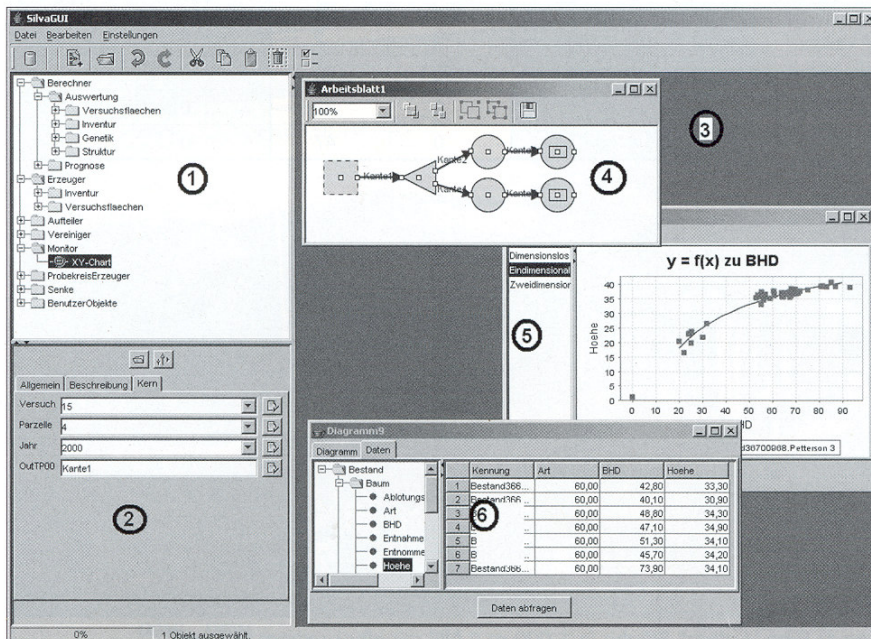 SilvaGUI
Datei Bearbeiten Einstellungen
Berechner
Auswertung
Versuchsflaechen
Inventur
Genetik
Struktur
Prognose
Erzeuger
Inventur
Versuchsflaechen
Aufteiler
Vereiniger
Monitor
XY-Chart
ProbekreisErzeuger
Senke
BenutzerObjekte
1
Allgemein Beschreibung Kern
Versuch 15
Parzelle 4
Jahr 2000
OutTP00 Kante1
2
0% 1 Objekt ausgewählt.
Arbeitsblatt1
100%
Kante1
Kante2
4
3
Dimensionslos
Eindimensional
Zweidimension
5
y = f(x) zu BHD
Hoehe
40
35
30
25
20
15
10
5
0
0 10 20 30 40 50 60 70 80 90
HD
d36700968.Petterson 3
Diagramm9
Diagramm Daten
Bestand
Baum
Ablotungs
Art
BHD
Entnahme
Entnomme
Hoehe
Kennung Art BHD Hoehe
1 Bestand366... 60,00 42,80 33,30
2 Bestand366 60,00 40,10 30,90
3 B .. 60,00 48,80 34,30
4 .. 60,00 47,10 34,90
5 B .. 60,00 51,30 34,10
6 B .. 60,00 45,70 34,20
7 Bestand366... 60,00 73,90 34,10
6
Daten abfragen